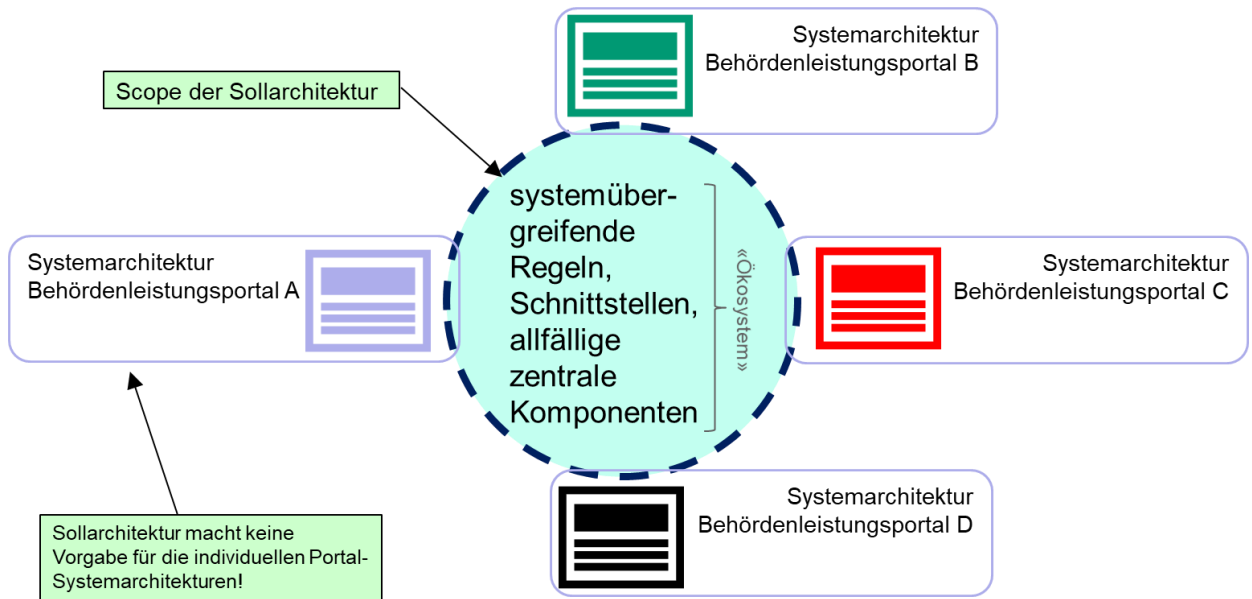 Systemarchitektur
Behördenleistungsportal B
Scope der Sollarchitektur
systemüber-
greifende
Regeln,
Schnittstellen,
allfällige
zentrale
Komponenten
«Ökosystem»
Systemarchitektur
Behördenleistungsportal A
Systemarchitektur
Behördenleistungsportal C
Systemarchitektur
Behördenleistungsportal D
Sollarchitektur macht keine
Vorgabe für die individuellen Portal-
Systemarchitekturen!